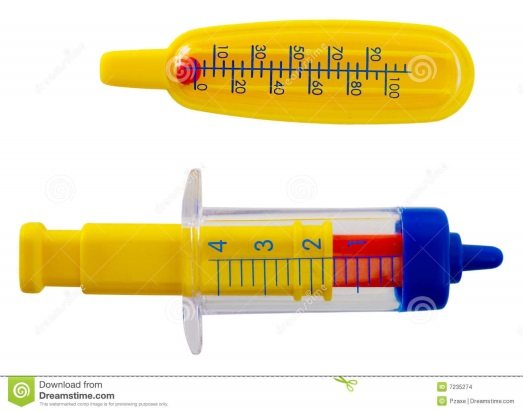 10 30 50 70 90
0 20 40 60 80 100
4 3 2 1
Download from
Dreamstime.com
This watermarked comp image is for previewing purposes only.
7235274
Pzaxe | Dreamstime.com